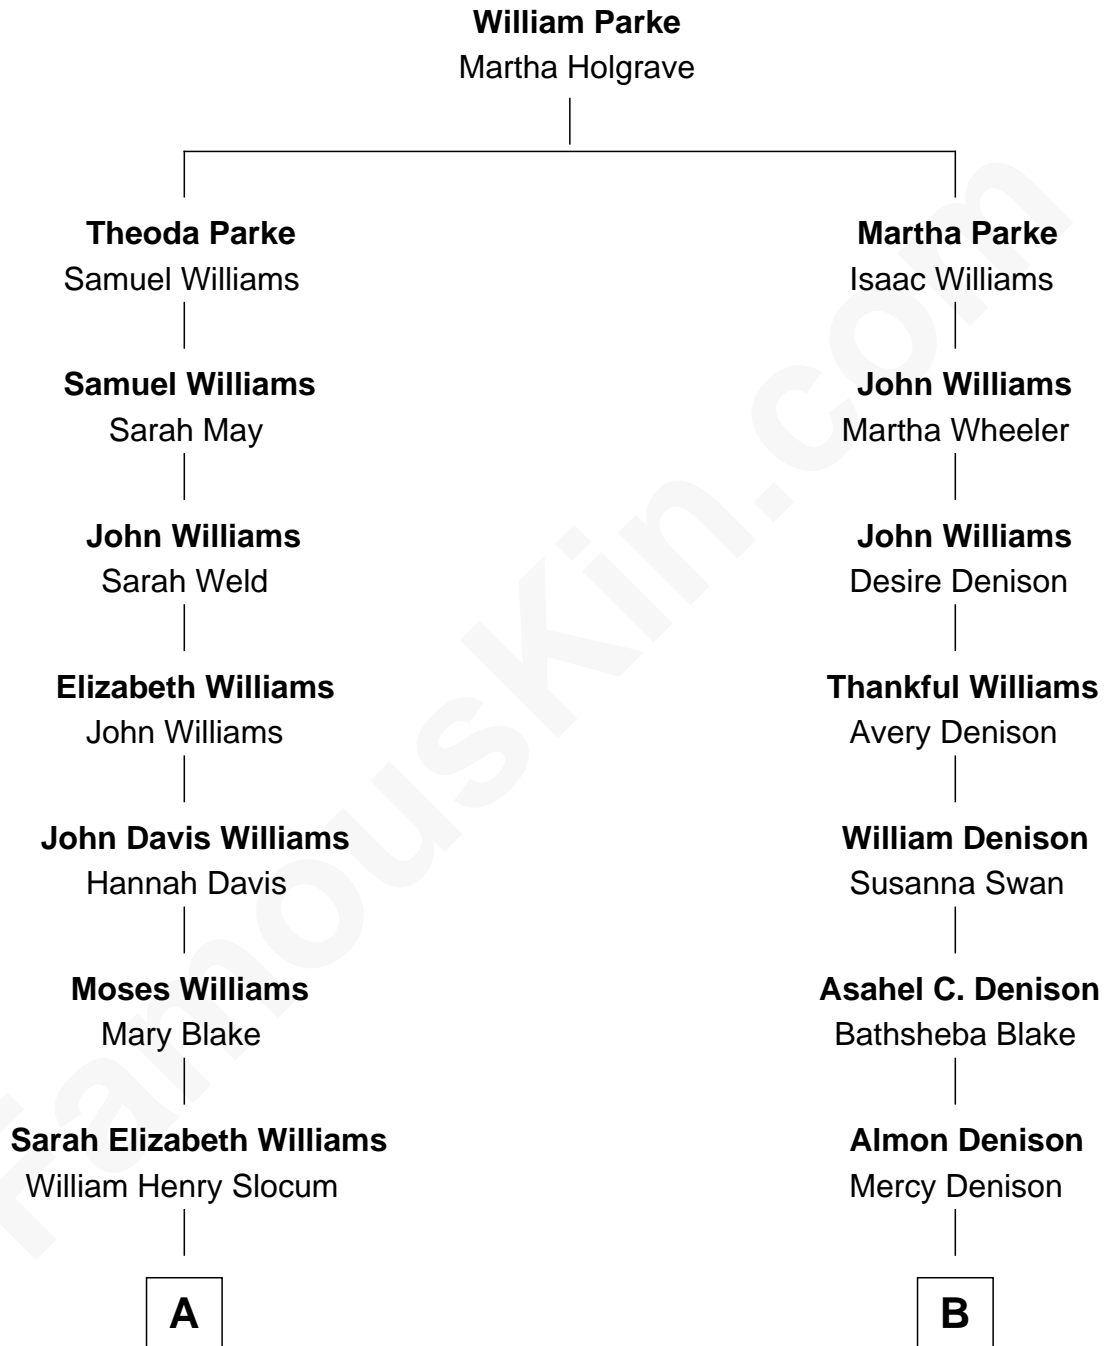 William Parke
Martha Holgrave
Theoda Parke
Samuel Williams
Martha Parke
Isaac Williams
Samuel Williams
Sarah May
John Williams
Martha Wheeler
John Williams
Sarah Weld
John Williams
Desire Denison
Elizabeth Williams
John Williams
Thankful Williams
Avery Denison
John Davis Williams
Hannah Davis
William Denison
Susanna Swan
Moses Williams
Mary Blake
Asahel C. Denison
Bathsheba Blake
Sarah Elizabeth Williams
William Henry Slocum
Almon Denison
Mercy Denison
A
B
FamousKin.com